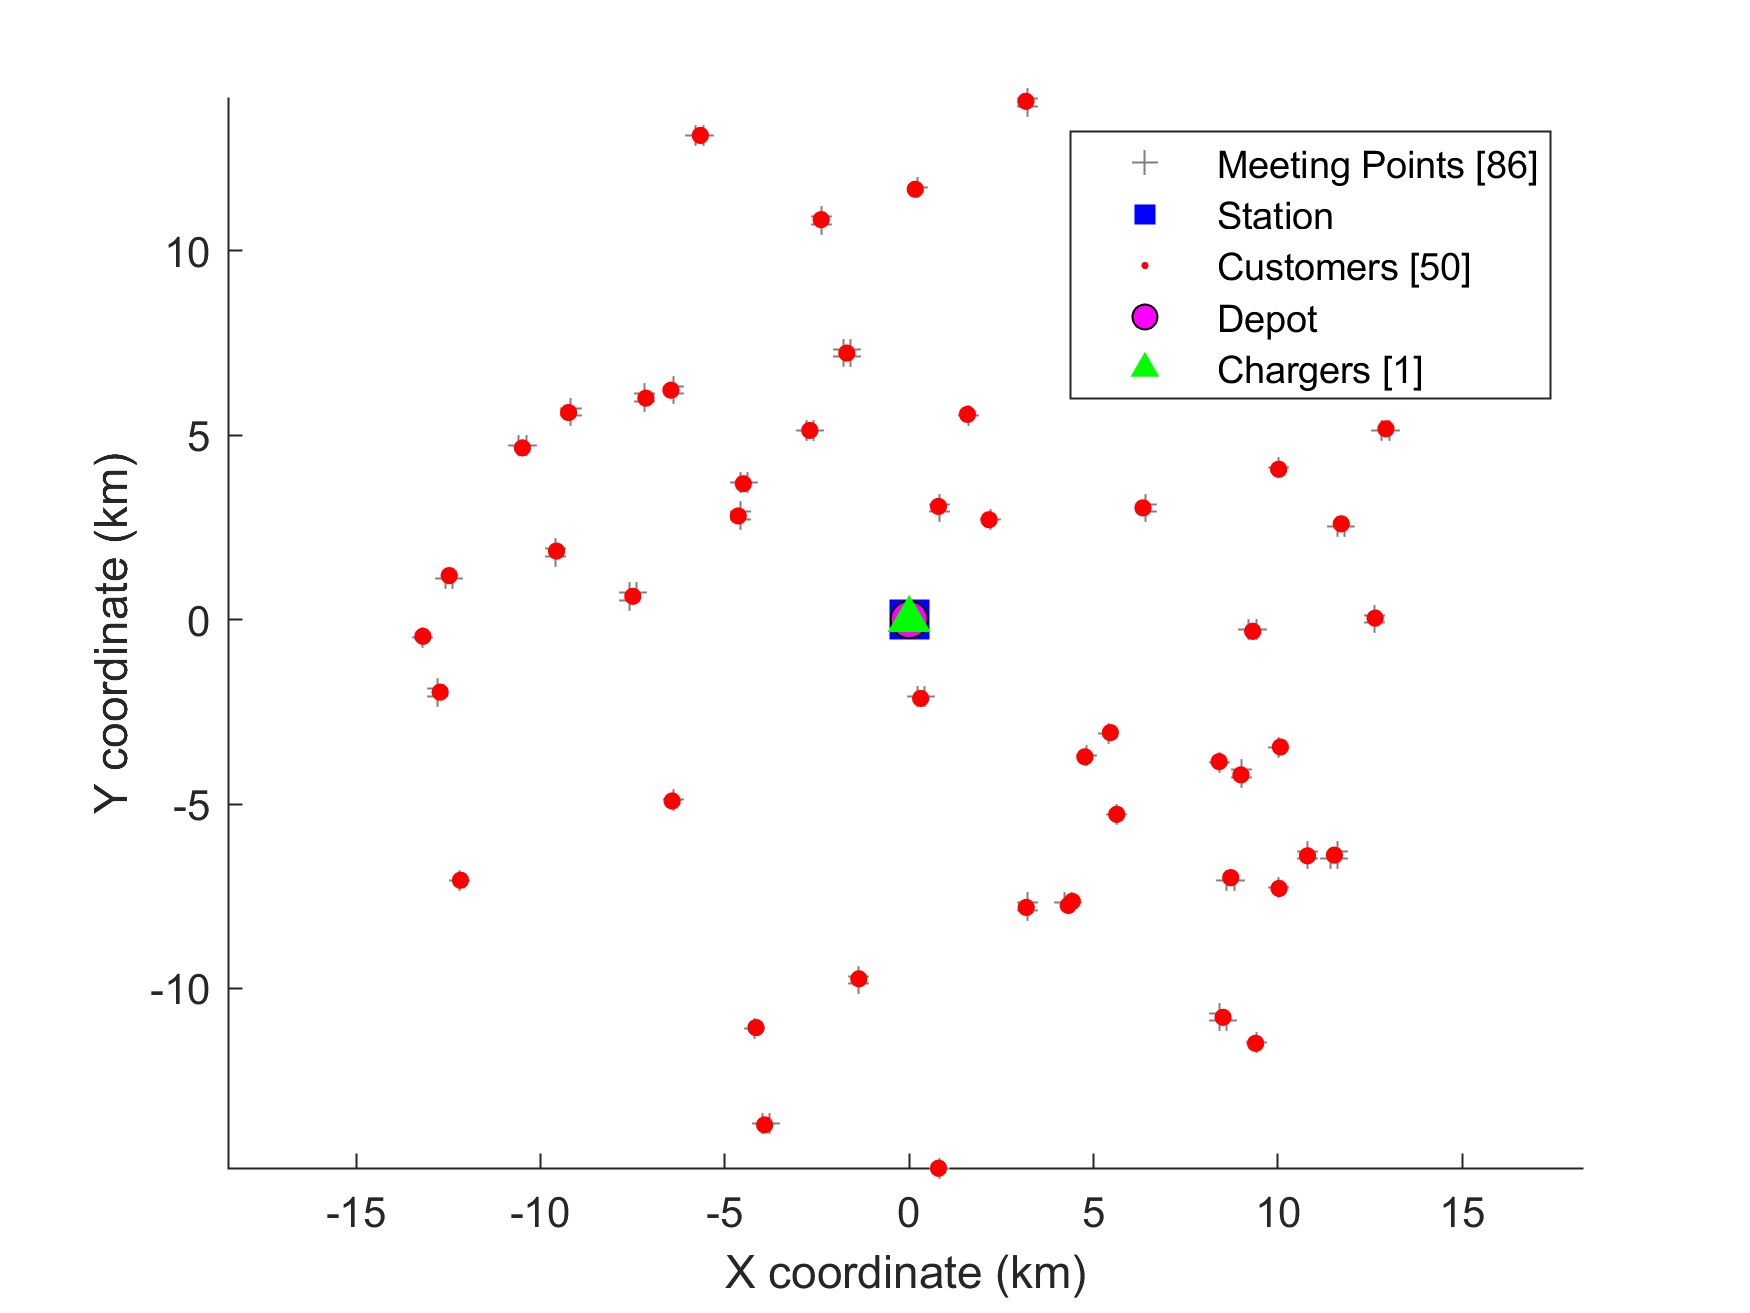 Meeting Points [86]
Station
Customers [50]
Depot
Chargers [1]
10
5
0
-5
-10
Y coordinate (km)
-15
-10
-5
0
5
10
15
X coordinate (km)